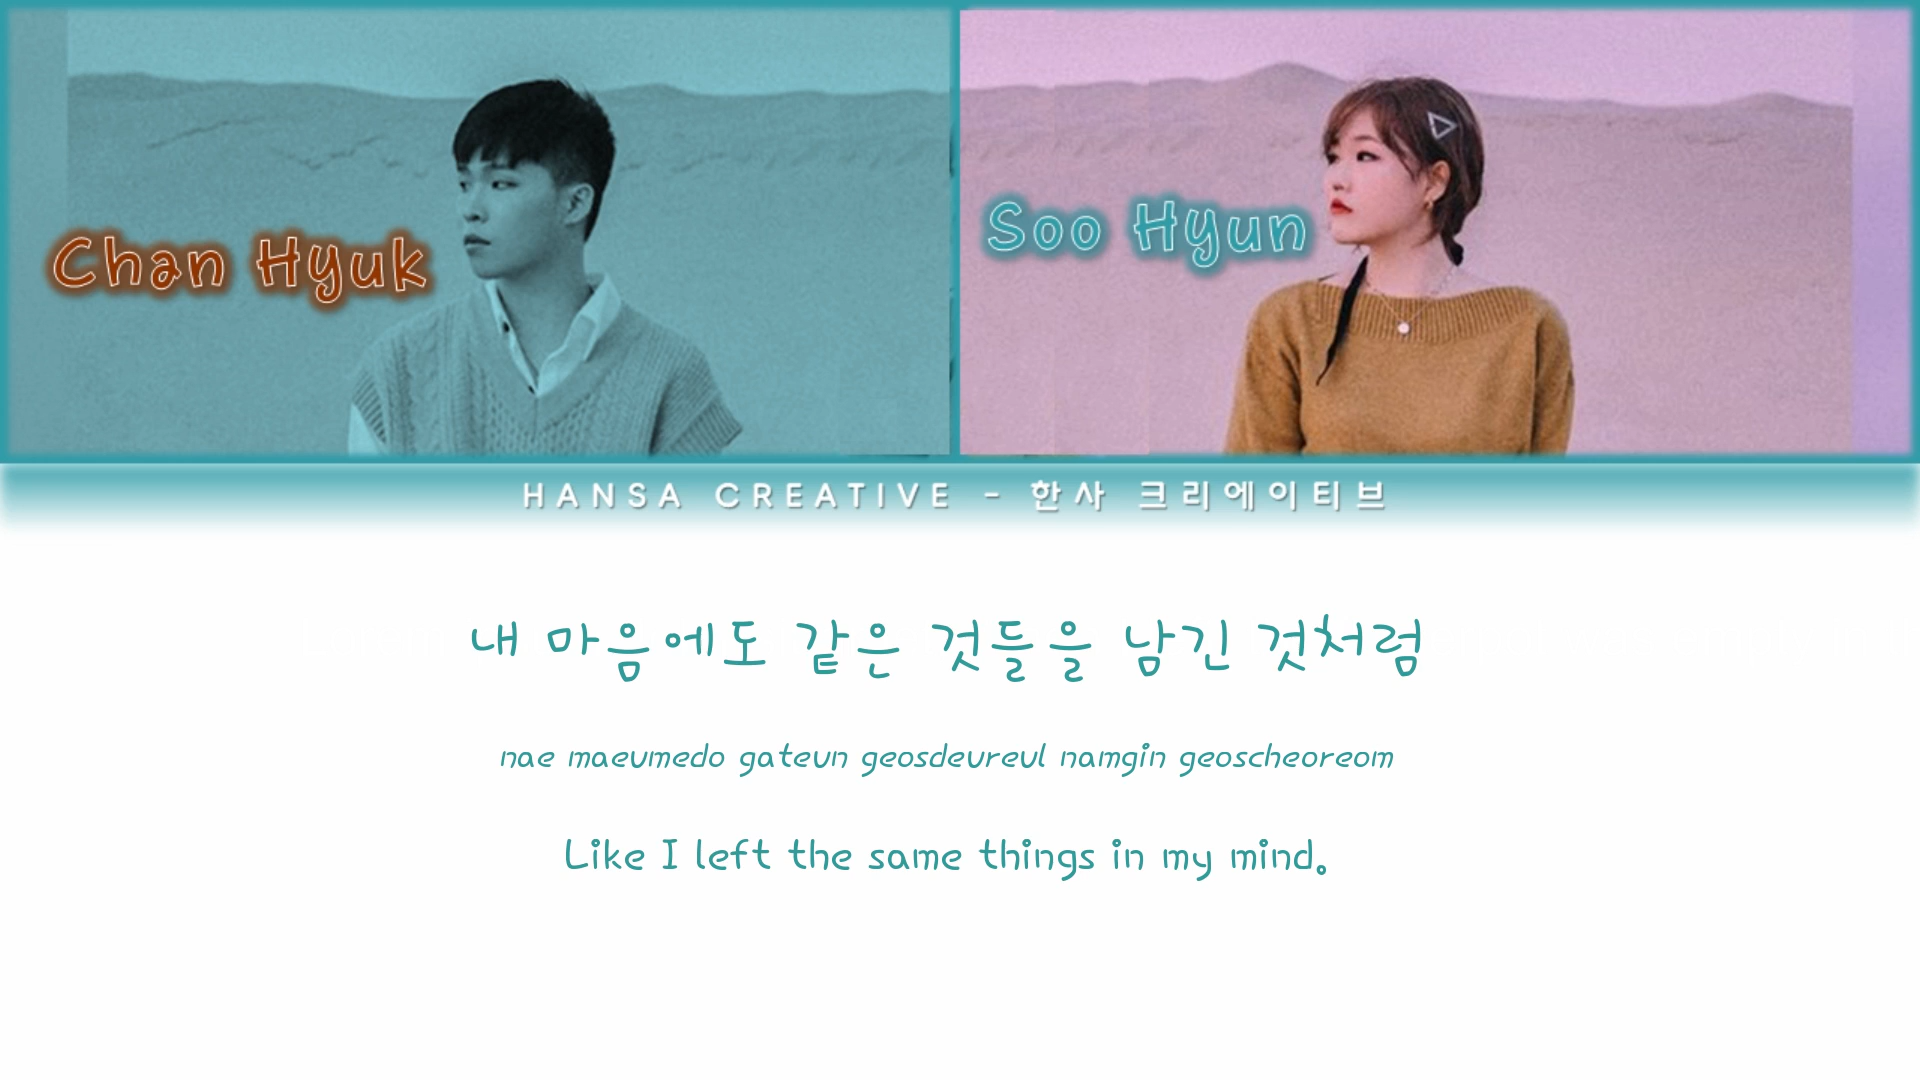 Chan Hyuk
Soo Hyun
HANSA CREATIVE - 한사 크리에이티브
내 마음에도 같은 것들을 남긴 것처럼
nae maeumedo gateun geosdeureul namgin geoscheoreom
Like I left the same things in my mind。